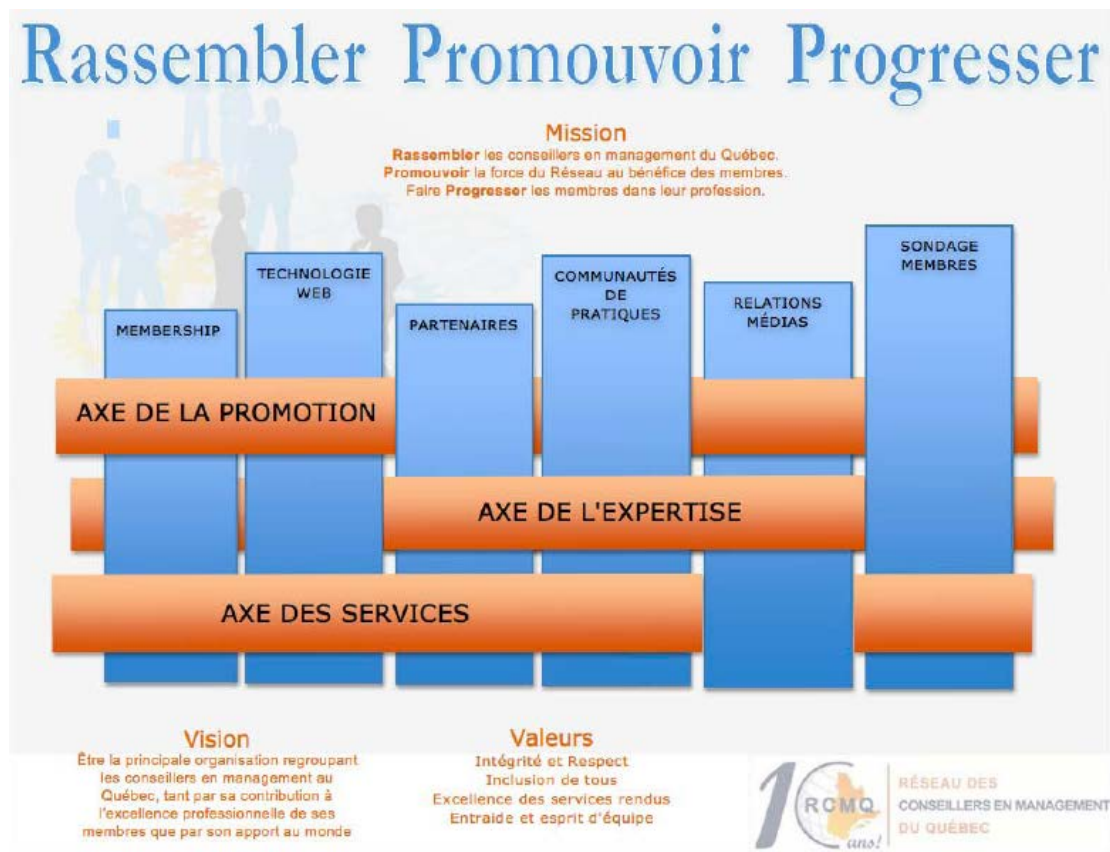 Rassembler Promouvoir Progresser
Mission
Rassembler les conseillers en management du Québec.
Promouvoir la force du Réseau au bénéfice des membres.
Faire Progresser les membres dans leur profession.
MEMBERSHIP
TECHNOLOGIE
WEB
PARTENAIRES
COMMUNAUTÉS
DE
PRATIQUES
RELATIONS
MÉDIAS
SONDAGE
MEMBRES
AXE DE LA PROMOTION
AXE DE L'EXPERTISE
AXE DES SERVICES
Vision
Être la principale organisation regroupant
les conseillers en management au
Québec, tant par sa contribution à
l'excellence professionnelle de ses
membres que par son apport au monde
Valeurs
Intégrité et Respect
Inclusion de tous
Excellence des services rendus
Entraide et esprit d'équipe
10
RCMQ
ans!
RÉSEAU DES
CONSEILLERS EN MANAGEMENT
DU QUÉBEC